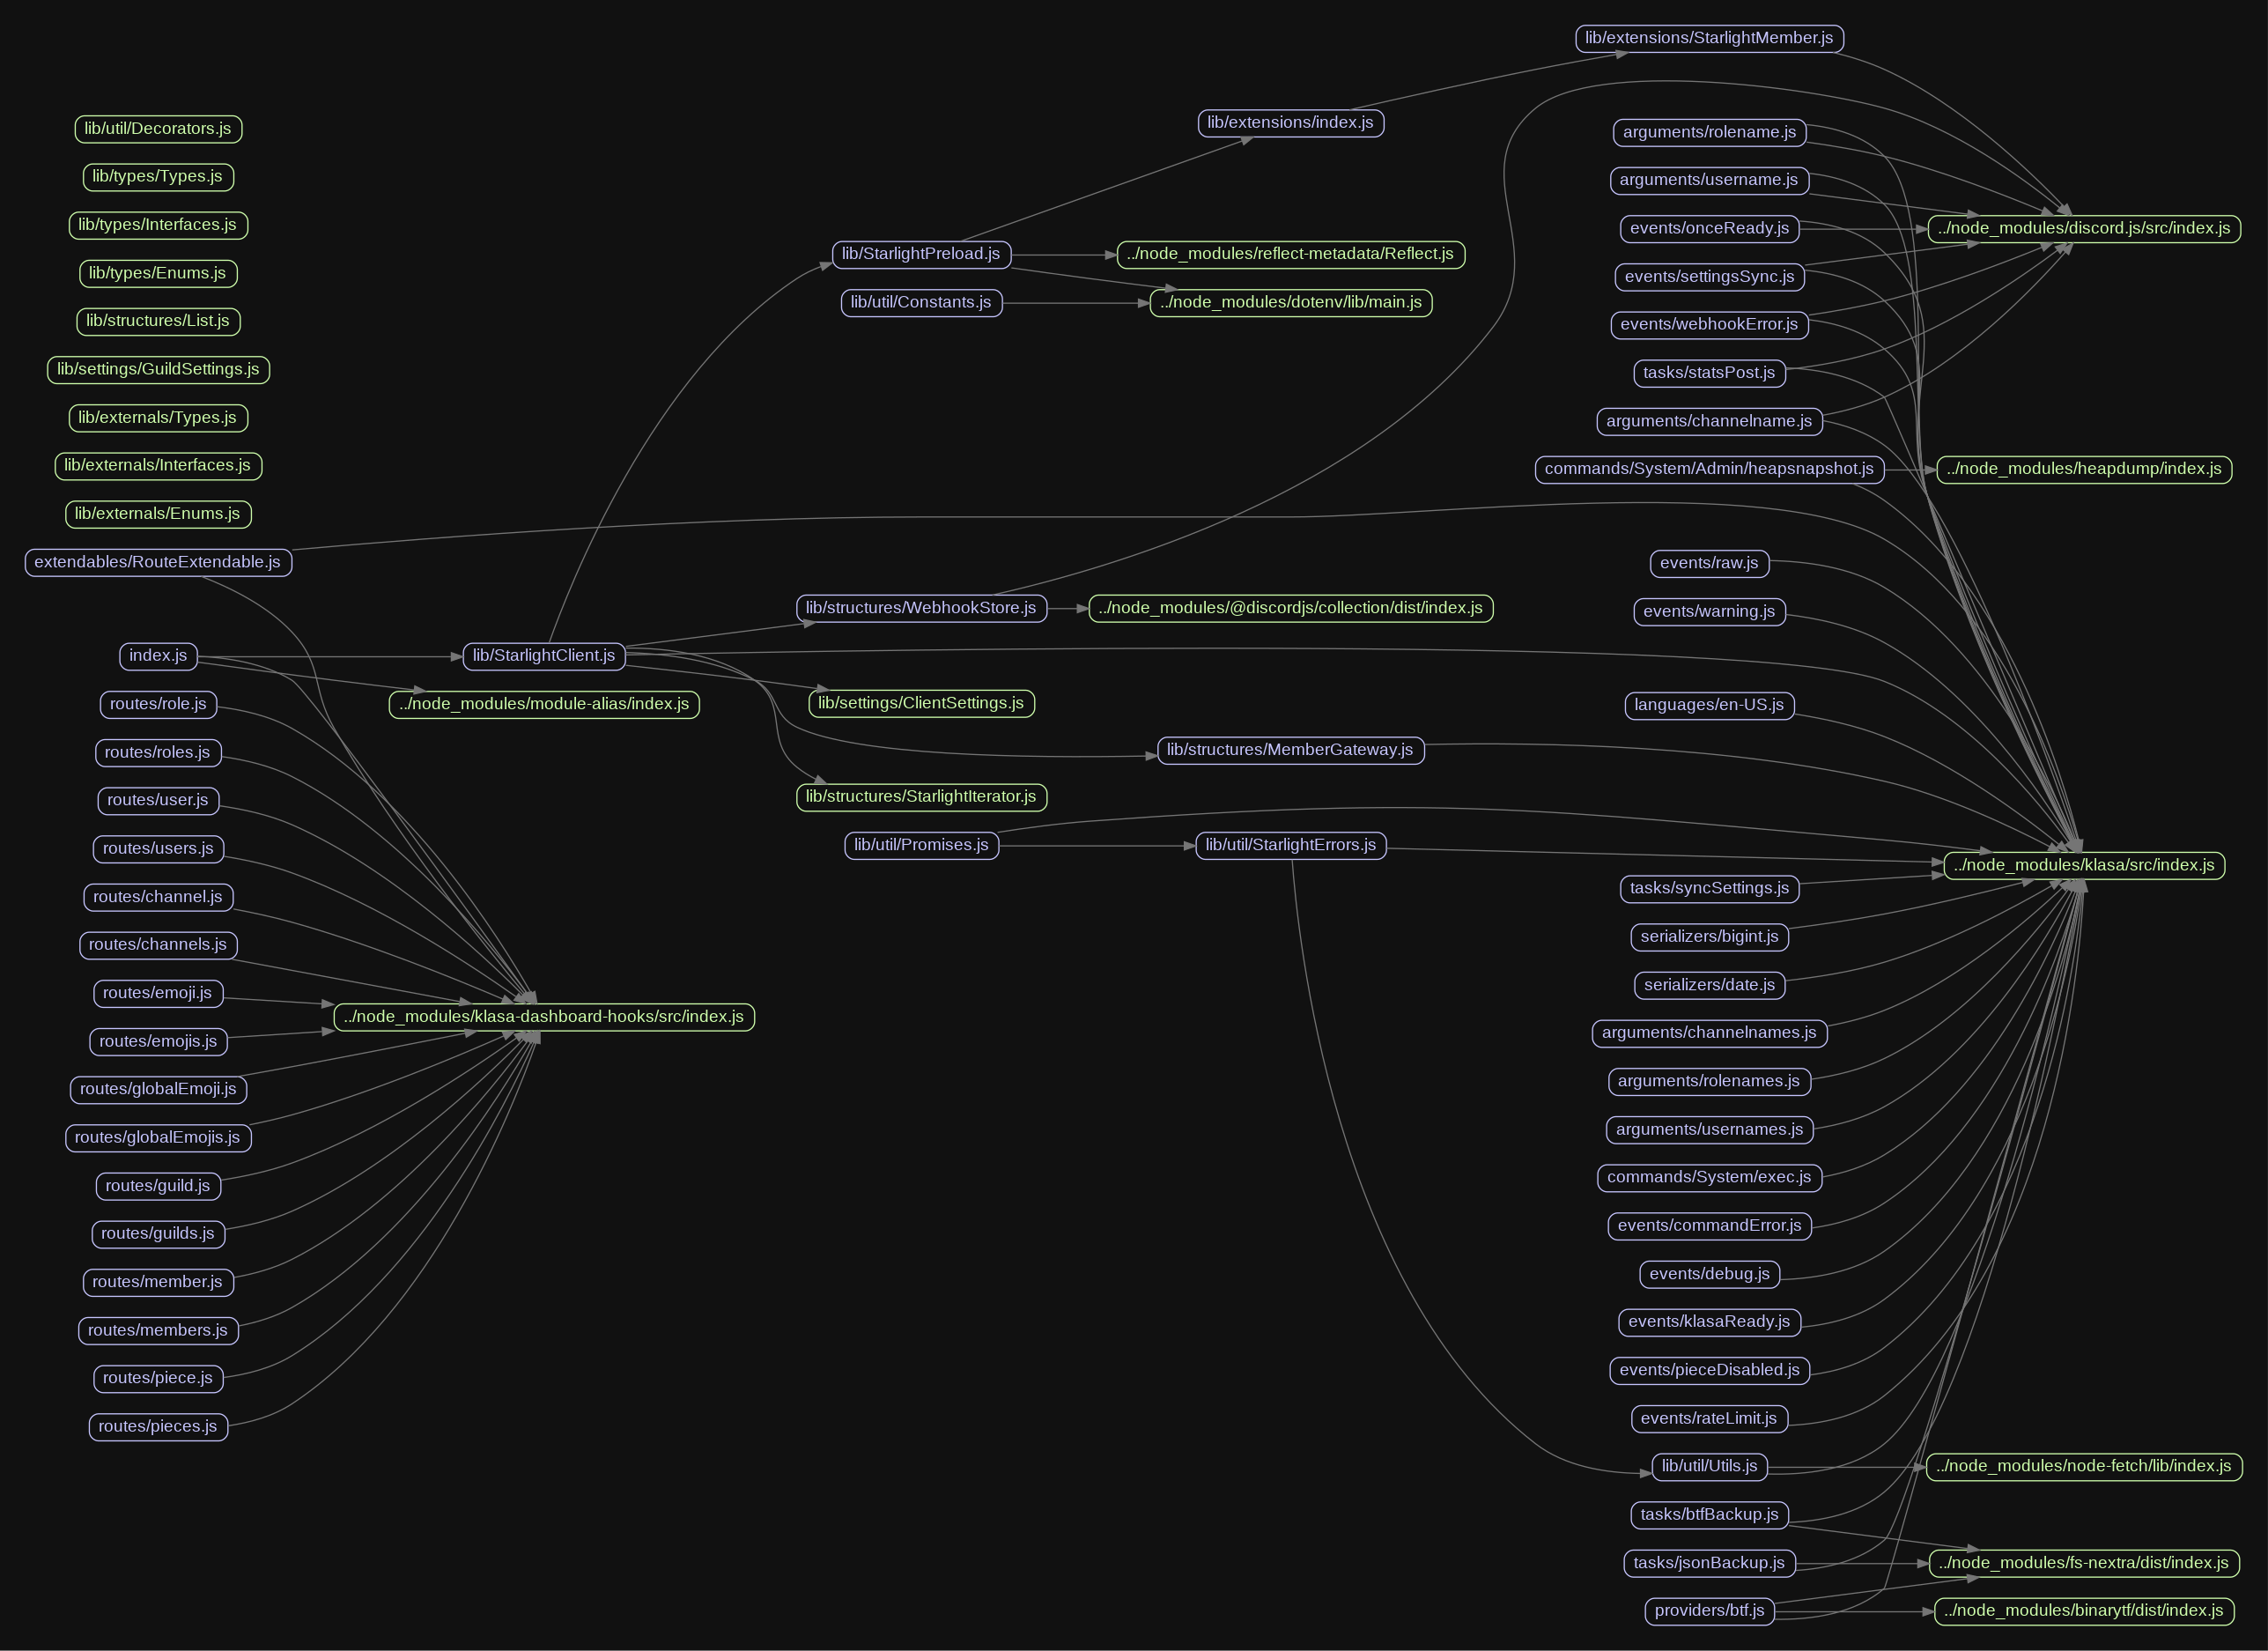 lib/util/Decorators.js
lib/types/Types.js
lib/types/Interfaces.js
lib/types/Enums.js
lib/structures/List.js
lib/settings/GuildSettings.js
lib/externals/Types.js
lib/externals/Interfaces.js
lib/externals/Enums.js
extendables/RouteExtendable.js
index.js
routes/role.js
routes/roles.js
routes/user.js
routes/users.js
routes/channel.js
routes/channels.js
routes/emoji.js
routes/emojis.js
routes/globalEmoji.js
routes/globalEmojis.js
routes/guild.js
routes/guilds.js
routes/member.js
routes/members.js
routes/piece.js
routes/pieces.js
lib/StarlightClient.js
../node_modules/module-alias/index.js
../node_modules/klasa-dashboard-hooks/src/index.js
lib/StarlightPreload.js
lib/util/Constants.js
lib/structures/WebhookStore.js
lib/settings/ClientSettings.js
lib/structures/StarlightIterator.js
lib/util/Promises.js
lib/extensions/index.js
../node_modules/reflect-metadata/Reflect.js
../node_modules/dotenv/lib/main.js
../node_modules/@discordjs/collection/dist/index.js
lib/structures/MemberGateway.js
lib/util/StarlightErrors.js
lib/extensions/StarlightMember.js
arguments/rolename.js
arguments/username.js
events/onceReady.js
events/settingsSync.js
events/webhookError.js
tasks/statsPost.js
arguments/channelname.js
commands/System/Admin/heapsnapshot.js
events/raw.js
events/warning.js
languages/en-US.js
tasks/syncSettings.js
serializers/bigint.js
serializers/date.js
arguments/channelnames.js
arguments/rolenames.js
arguments/usernames.js
commands/System/exec.js
events/commandError.js
events/debug.js
events/klasaReady.js
events/pieceDisabled.js
events/rateLimit.js
lib/util/Utils.js
tasks/btfBackup.js
tasks/jsonBackup.js
providers/btf.js
../node_modules/discord.js/src/index.js
../node_modules/heapdump/index.js
../node_modules/klasa/src/index.js
../node_modules/node-fetch/lib/index.js
../node_modules/fs-nextra/dist/index.js
../node_modules/binarytf/dist/index.js